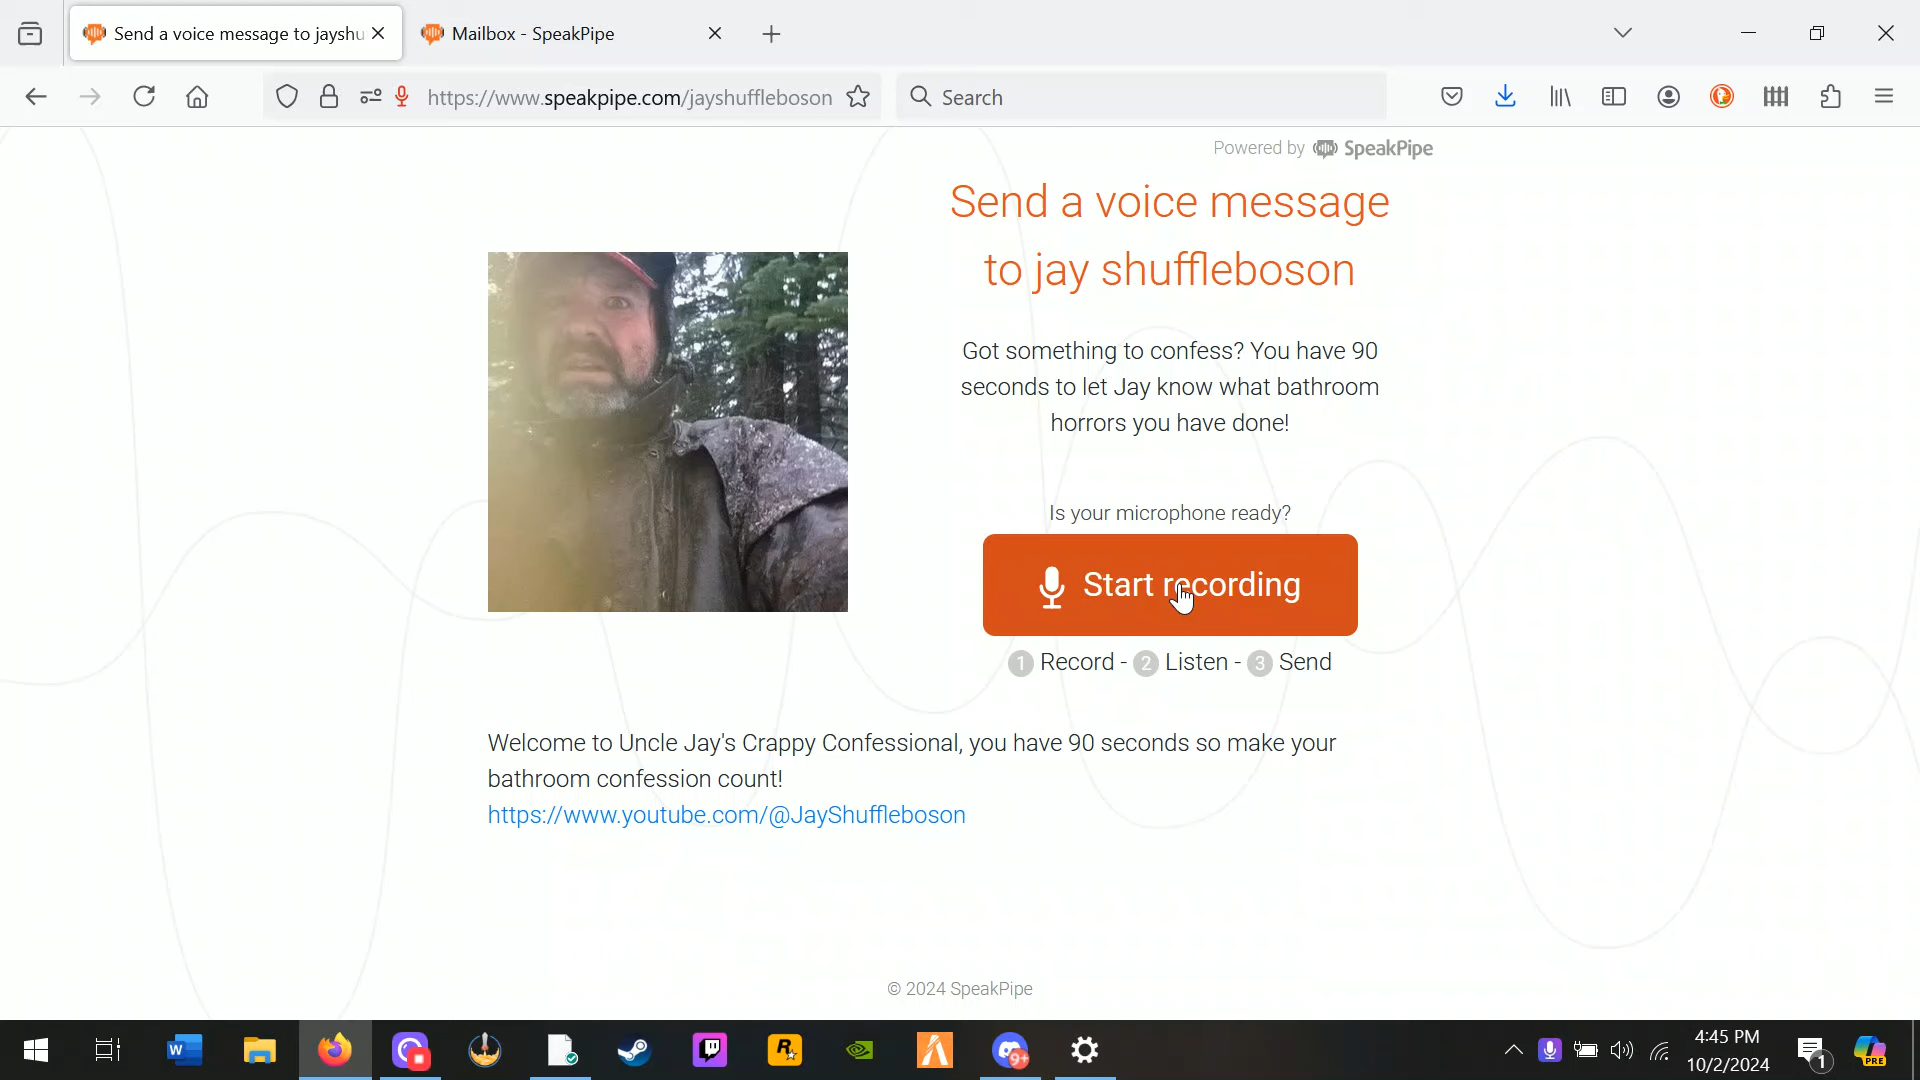 Send a voice message to jayshu
Mailbox - SpeakPipe
https://www.speakpipe.com/jayshuffleboson
Search
Powered by SpeakPipe
Send a voice message
to jay shuffleboson
Got something to confess? You have 90
seconds to let Jay know what bathroom
horrors you have done!
Is your microphone ready?
Start recording
1 Record - 2 Listen - 3 Send
Welcome to Uncle Jay's Crappy Confessional, you have 90 seconds so make your
bathroom confession count!
https://www.youtube.com/@JayShuffleboson
© 2024 SpeakPipe
W
R
9+
4:45 PM
10/2/2024
1
PRE